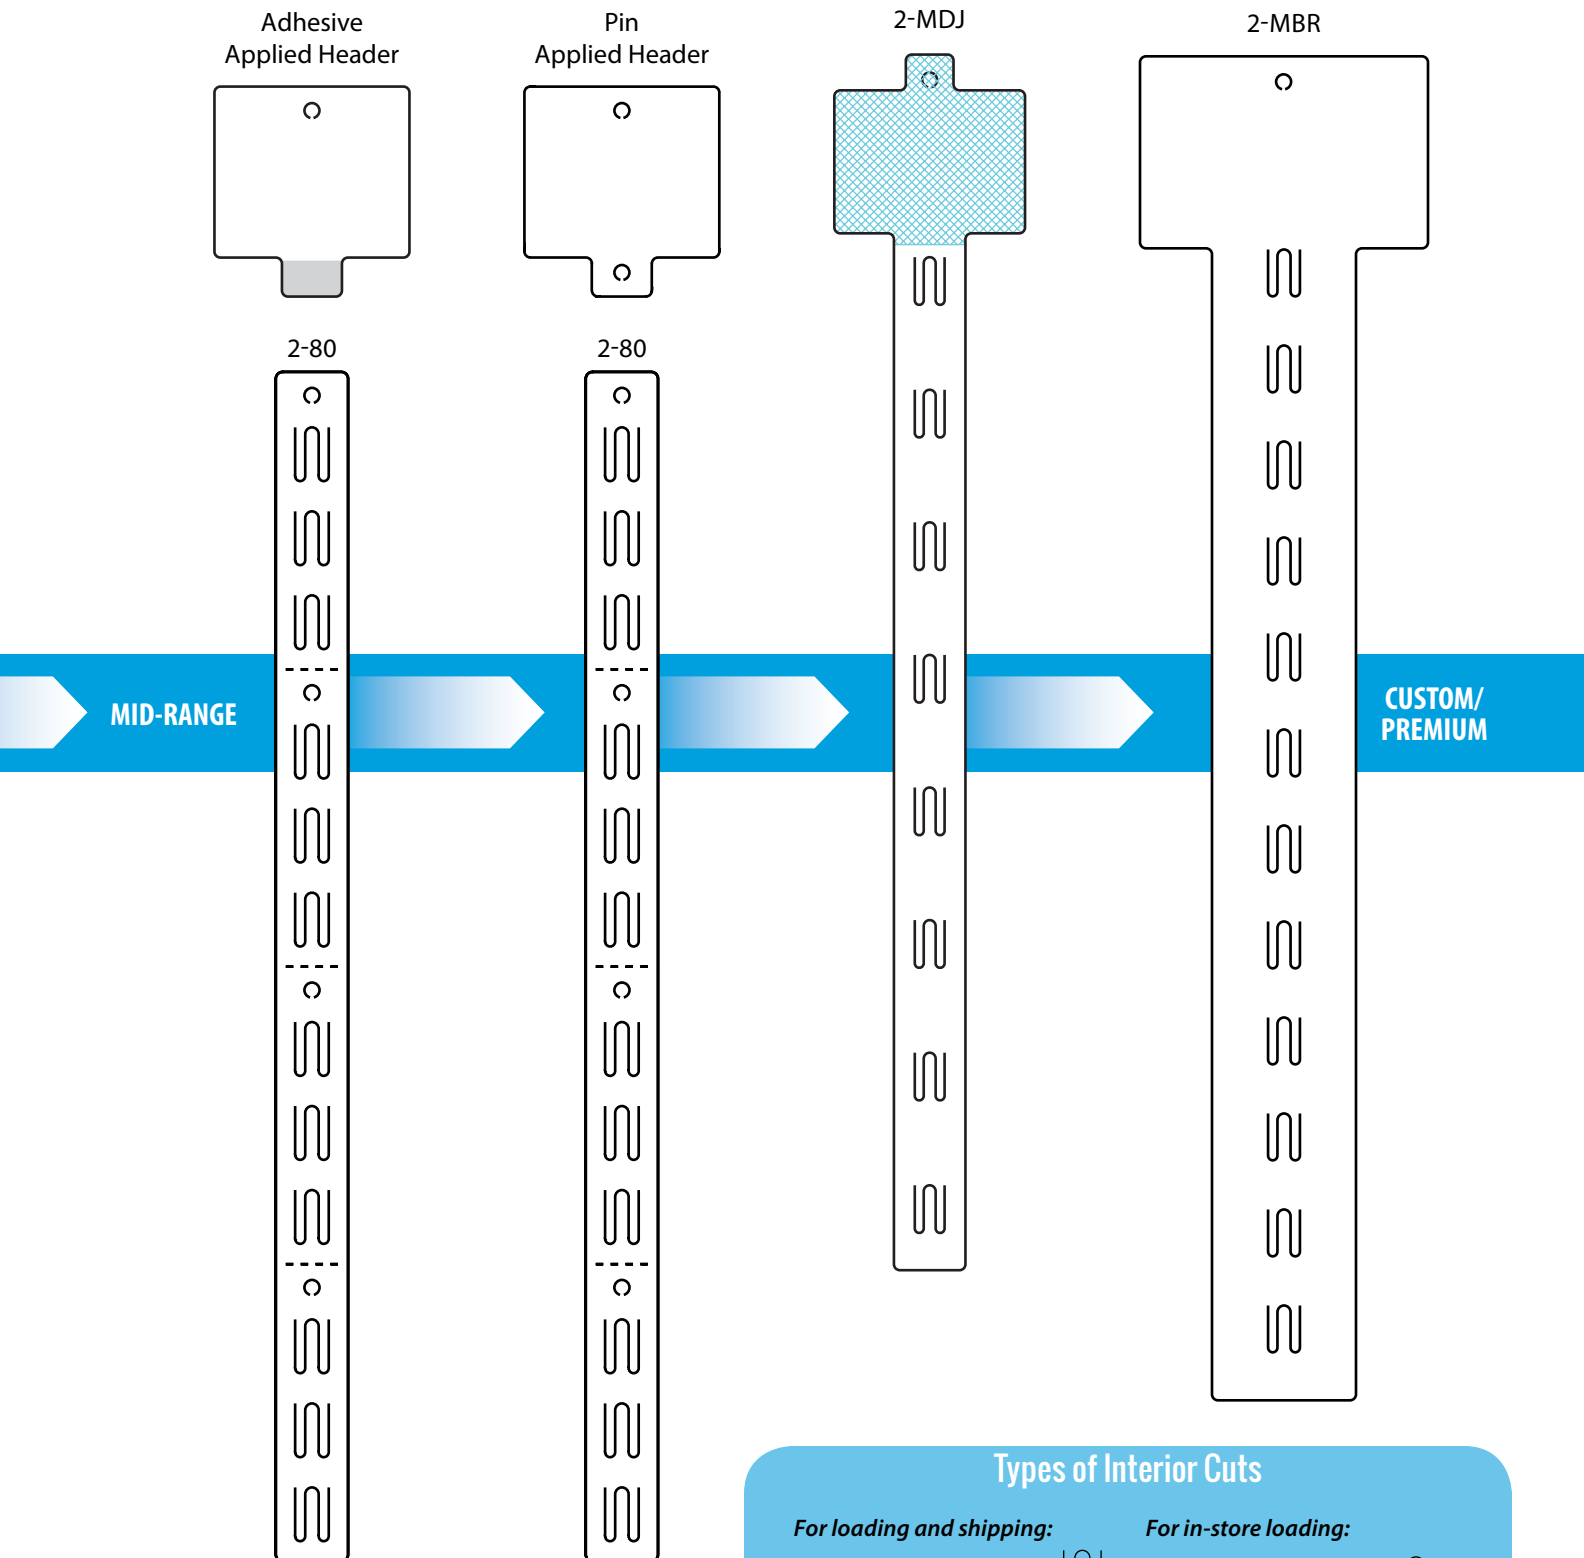 Adhesive
Applied Header
Pin
Applied Header
2-MDJ
2-MBR
2-80
2-80
MID-RANGE
CUSTOM/
PREMIUM
Types of Interior Cuts
For loading and shipping:
For in-store loading: